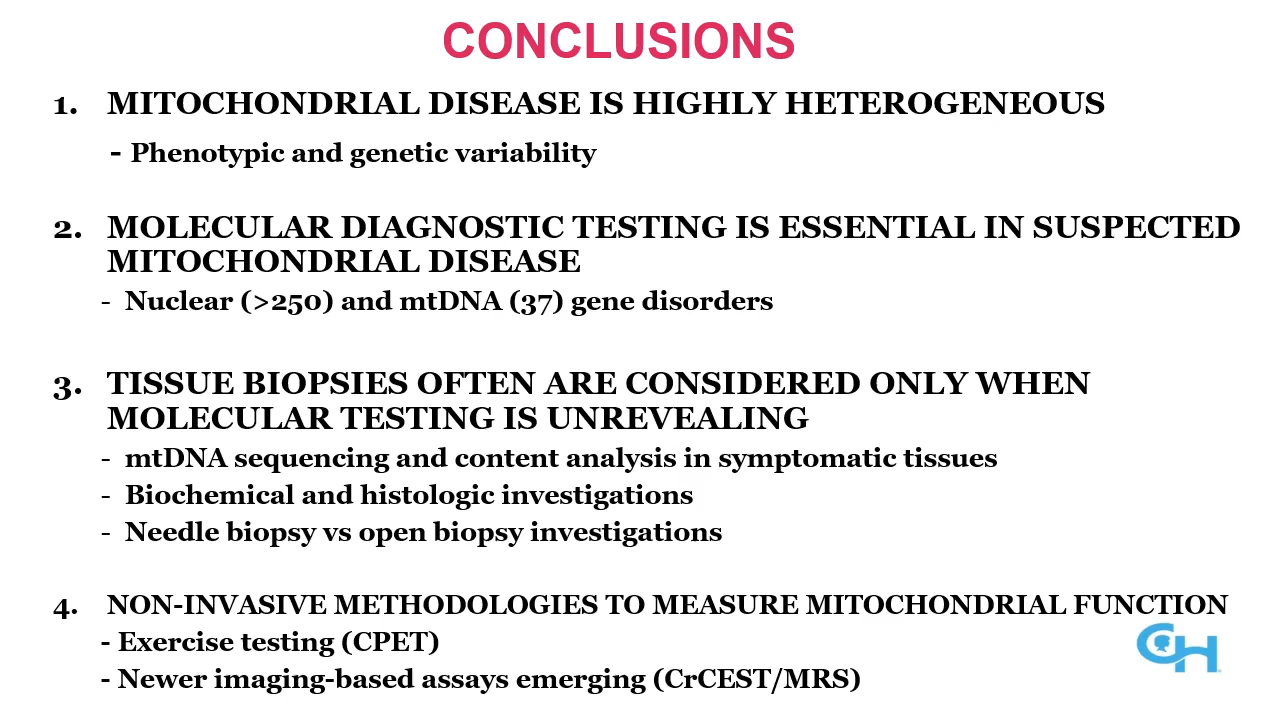 CONCLUSIONS
1. MITOCHONDRIAL DISEASE IS HIGHLY HETEROGENEOUS
- Phenotypic and genetic variability
2. MOLECULAR DIAGNOSTIC TESTING IS ESSENTIAL IN SUSPECTED
MITOCHONDRIAL DISEASE
- Nuclear (>250) and mtDNA (37) gene disorders
3. TISSUE BIOPSIES OFTEN ARE CONSIDERED ONLY WHEN
MOLECULAR TESTING IS UNREVEALING
- mtDNA sequencing and content analysis in symptomatic tissues
- Biochemical and histologic investigations
- Needle biopsy vs open biopsy investigations
4. NON-INVASIVE METHODOLOGIES TO MEASURE MITOCHONDRIAL FUNCTION
- Exercise testing (CPET)
- Newer imaging-based assays emerging (CrCEST/MRS)
CH